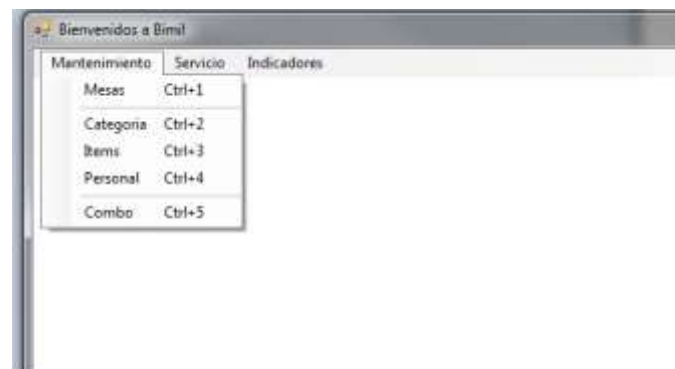 Bienvenidos a Bimil
Mantenimiento Servicio Indicadores
Mesas Ctrl+1
Categoria Ctrl+2
Items Ctrl+3
Personal Ctrl+4
Combo Ctrl+5